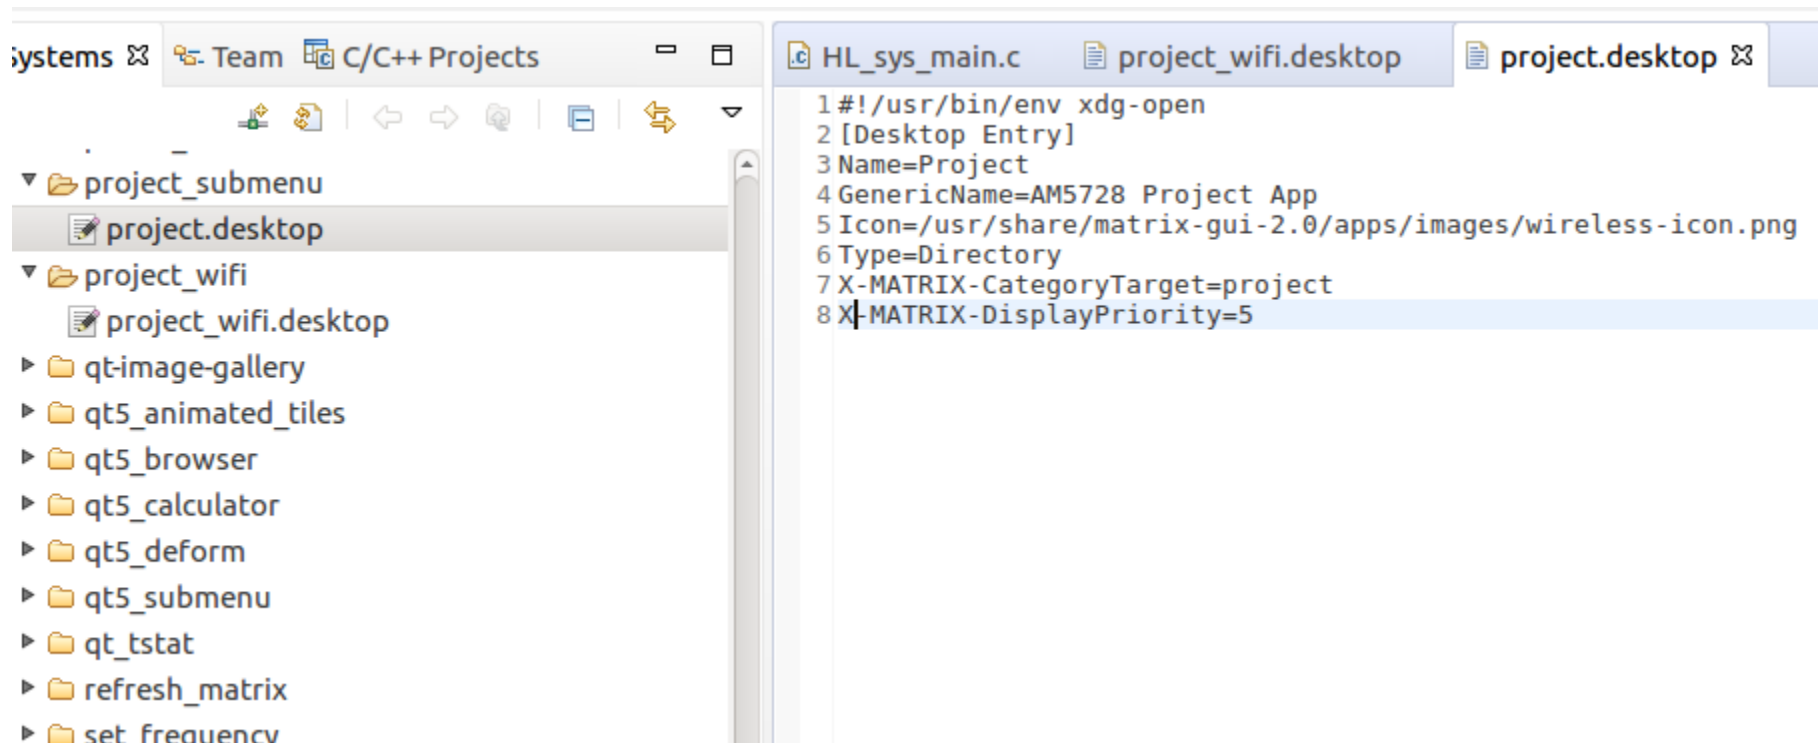 Systems Team C/C++ Projects
project_submenu
project.desktop
project_wifi
project_wifi.desktop
qt-image-gallery
qt5_animated_tiles
qt5_browser
qt5_calculator
qt5_deform
qt5_submenu
qt_tstat
refresh_matrix
set_frequency
HL_sys_main.c project_wifi.desktop project.desktop
1 #!/usr/bin/env xdg-open
2 [Desktop Entry]
3 Name=Project
4 GenericName=AM5728 Project App
5 Icon=/usr/share/matrix-gui-2.0/apps/images/wireless-icon.png
6 Type=Directory
7 X-MATRIX-CategoryTarget=project
8 X-MATRIX-DisplayPriority=5